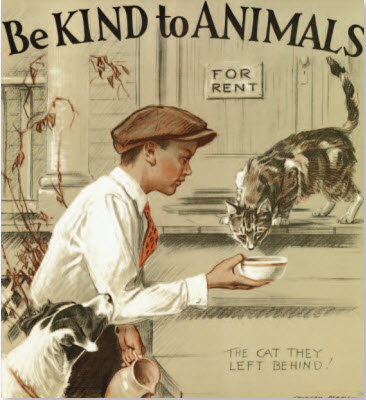 Be KIND to ANIMALS
FOR
RENT
THE CAT THEY
LEFT BEHIND!